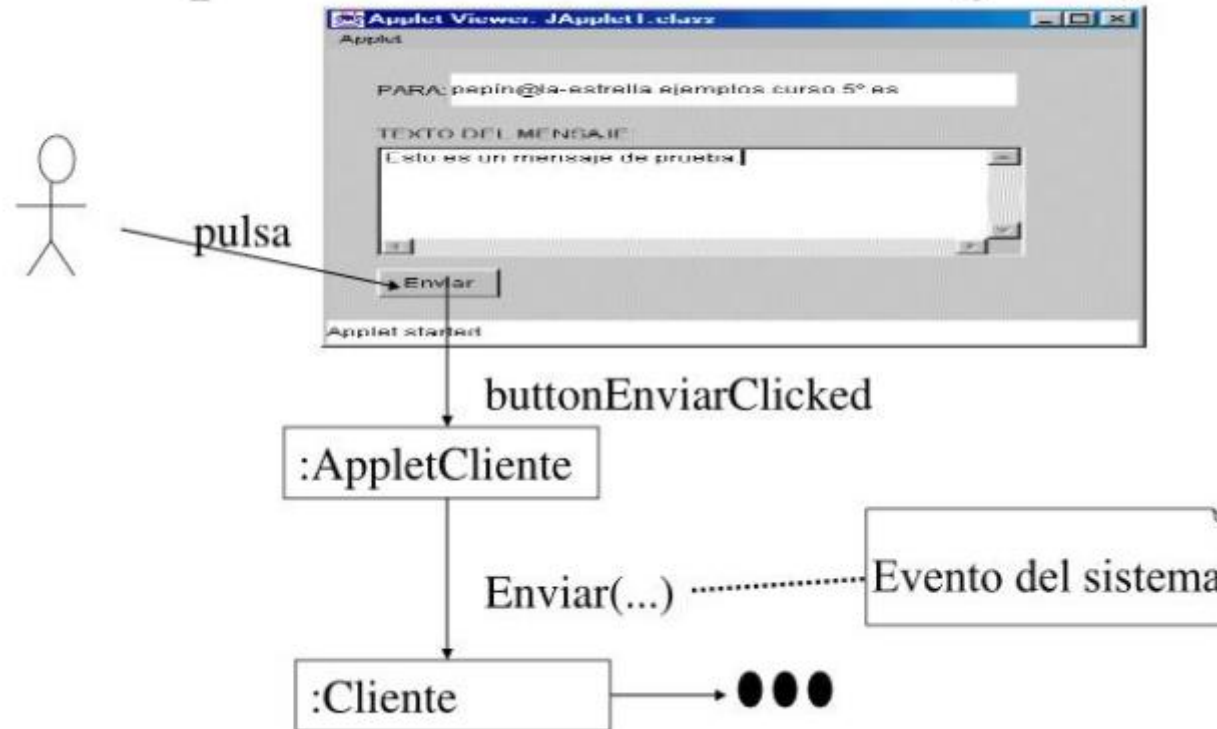 Applet Viewer. JApplet1.class
Applet
PARA: pepin@la-estrella.ejemplos.curso 5º.es
TEXTO DEL MENSAJE:
Esto es un mensaje de prueba.
pulsa
Enviar
Applet started
buttonEnviarClicked
:AppletCliente
Enviar(...)
Evento del sistema
:Cliente